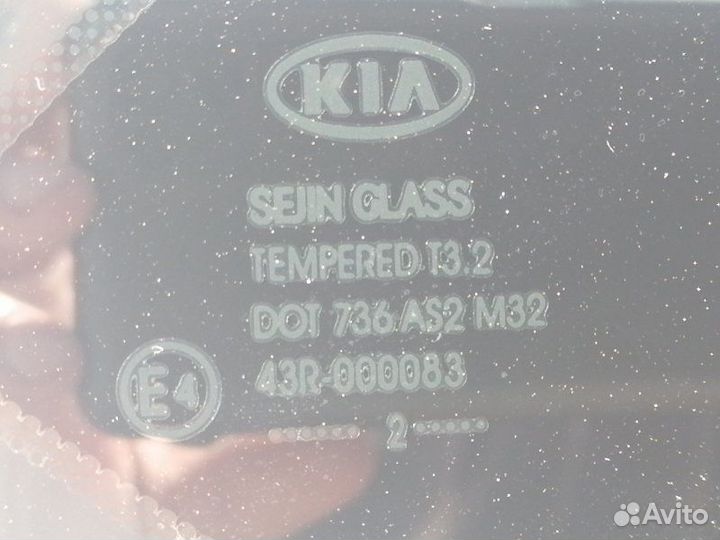 KIA
SEJIN GLASS
TEMPERED T3.2
DOT 736 AS2 M32
E4 43R-000083
...... 2 .....
Avito